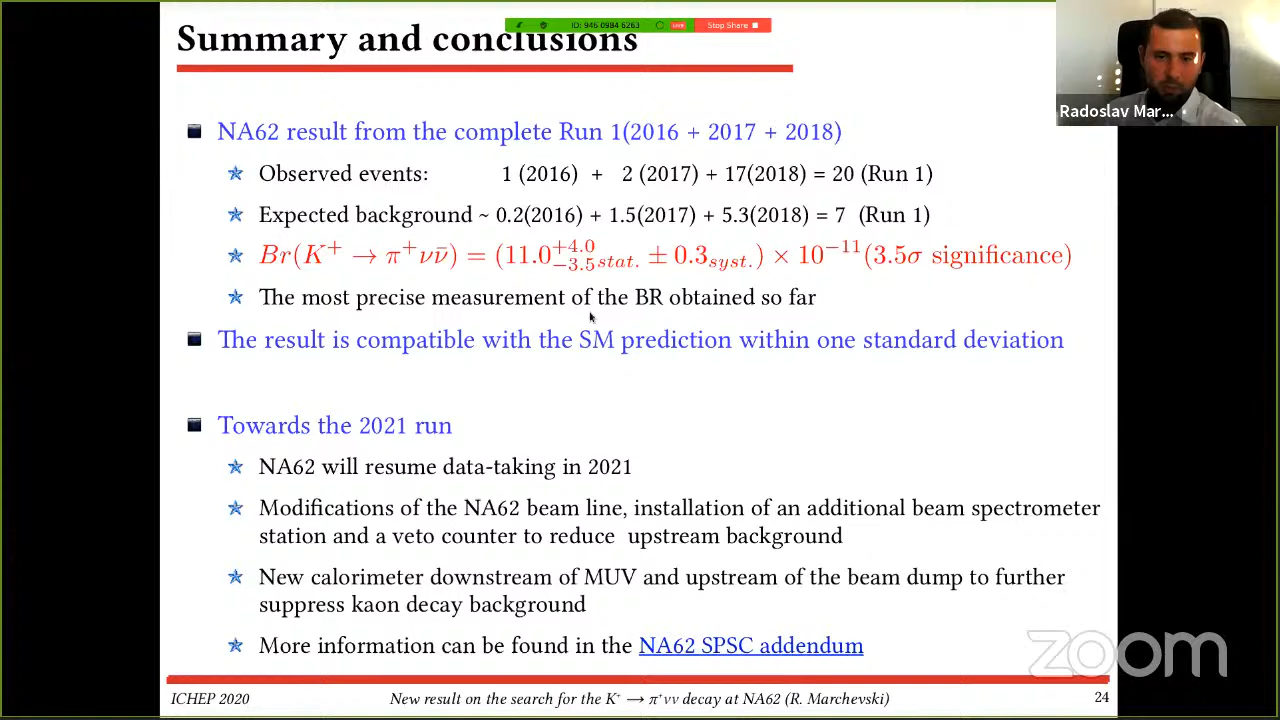 ID: 946 0984 6263
Live
Stop Share
Summary and conclusions
Radoslav Mar...
NA62 result from the complete Run 1(2016 + 2017 + 2018)
Observed events: 1 (2016) + 2 (2017) + 17(2018) = 20 (Run 1)
Expected background ~ 0.2(2016) + 1.5(2017) + 5.3(2018) = 7 (Run 1)
Br(K⁺ → π⁺νν̄) = (11.0 +4.0 −3.5 stat. ± 0.3 syst.) × 10⁻¹¹(3.5σ significance)
The most precise measurement of the BR obtained so far
The result is compatible with the SM prediction within one standard deviation
Towards the 2021 run
NA62 will resume data-taking in 2021
Modifications of the NA62 beam line, installation of an additional beam spectrometer
station and a veto counter to reduce upstream background
New calorimeter downstream of MUV and upstream of the beam dump to further
suppress kaon decay background
More information can be found in the NA62 SPSC addendum
zoom
ICHEP 2020
New result on the search for the K⁺ → π⁺νν decay at NA62 (R. Marchevski)
24